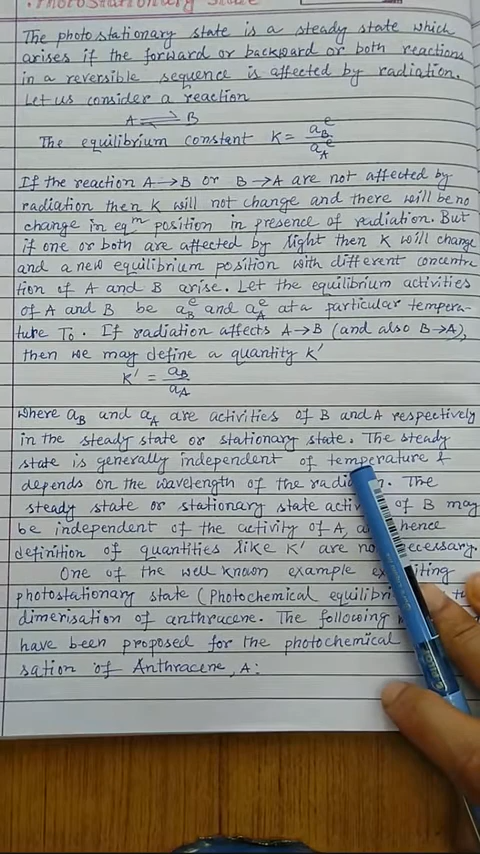 Photostationary State
The photostationary state is a steady state which
arises if the forward or backward or both reactions
in a reversible sequence is affected by radiation.
Let us consider a reaction
A ⇌ B
The equilibrium constant K = a_B^e / a_A^e
If the reaction A→B or B→A are not affected by
radiation then K will not change and there will be no
change in eqᵐ position in presence of radiation. But
if one or both are affected by light then K will change
and a new equilibrium position with different concentra
tion of A and B arise. Let the equilibrium activities
of A and B be a_B^e and a_A^e at a particular tempera-
ture T₀. If radiation affects A→B (and also B→A),
then we may define a quantity K'
K' = a_B / a_A
Where a_B and a_A are activities of B and A respectively
in the steady state or stationary state. The steady
state is generally independent of temperature &
depends on the wavelength of the The
steady state or stationary state of B may
be independent of the activity of A, hence
definition of quantities like K' are necessary.
One of the well known example
photostationary state (Photochemical
dimerisation of anthracene. The following
have been proposed for the photochemical
sation of Anthracene, A: